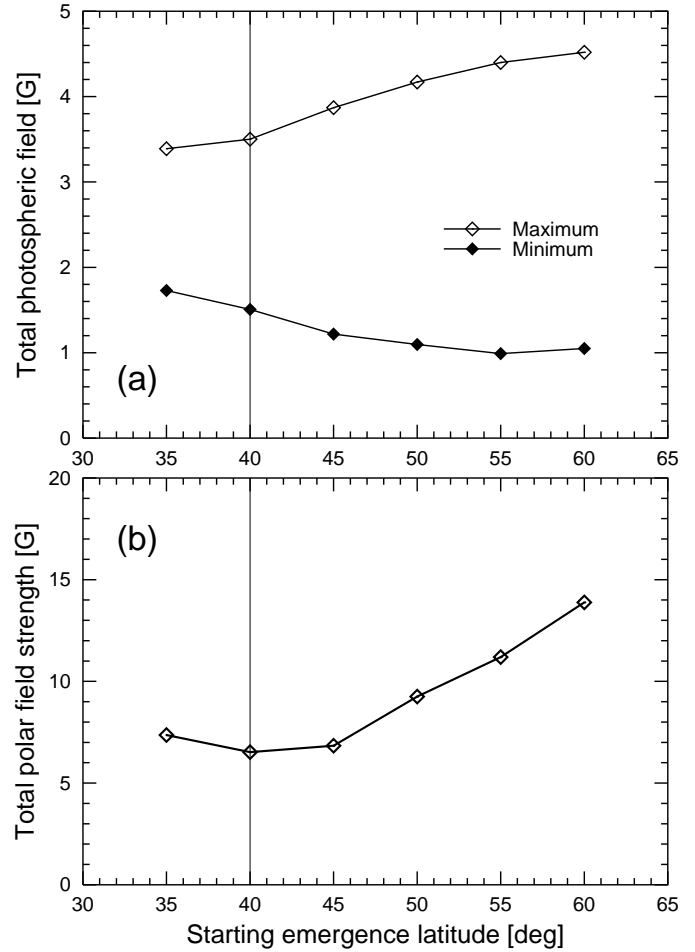 5
4
3
2
1
0
Total photospheric field [G]
Maximum
Minimum
(a)
30 35 40 45 50 55 60 65
20
15
10
5
0
Total polar field strength [G]
(b)
30 35 40 45 50 55 60 65
Starting emergence latitude [deg]